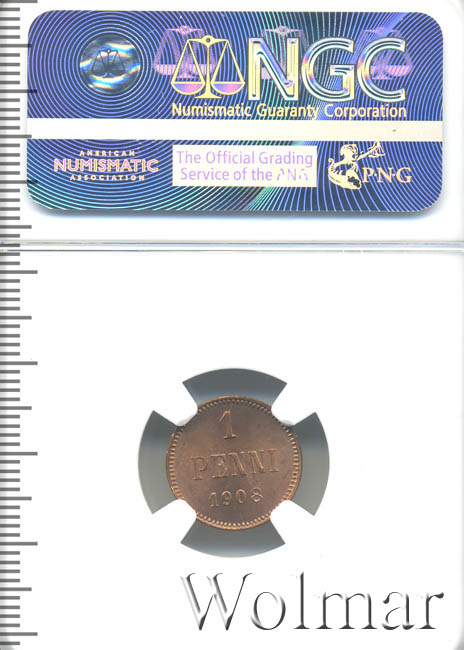 NGC
Numismatic Guaranty Corporation
AMERICAN
NUMISMATIC
ASSOCIATION
The Official Grading
Service of the ANA
PNG
1
PENNI
1908
Wolmar